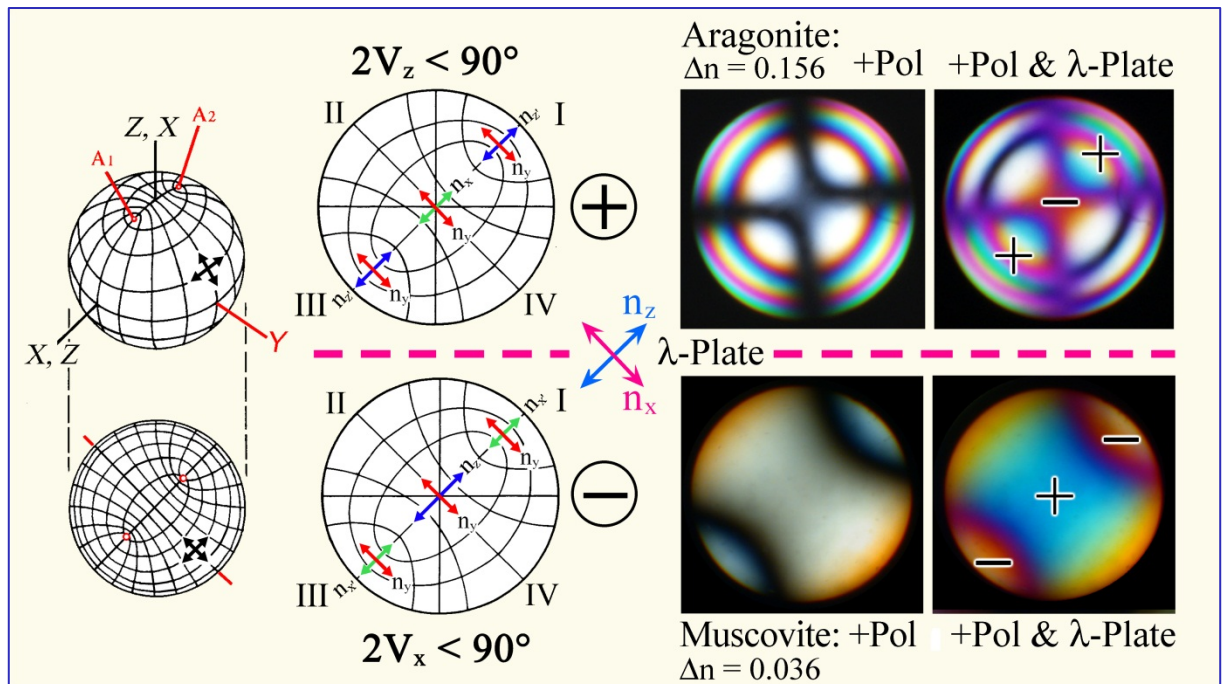 Z, X
A₁
A₂
Y
X, Z
2Vz < 90°
II
I
nz'
ny
nx
ny
nz'
ny
III
IV
+
Aragonite:
Δn = 0.156 +Pol
+Pol & λ-Plate
+
−
+
nz
λ-Plate
nx
II
I
nx'
ny
nz
ny
nx'
ny
III
IV
−
2Vx < 90°
−
+
−
Muscovite: +Pol
Δn = 0.036
+Pol & λ-Plate